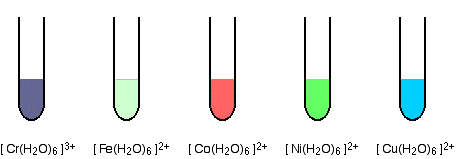 [ Cr(H₂O)₆ ]³⁺ [ Fe(H₂O)₆ ]²⁺ [ Co(H₂O)₆ ]²⁺ [ Ni(H₂O)₆ ]²⁺ [ Cu(H₂O)₆ ]²⁺